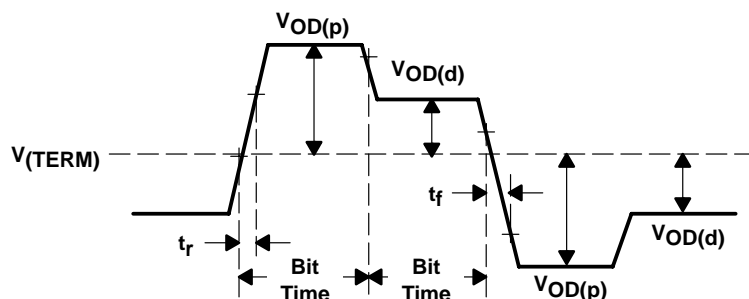 VOD(p)
VOD(d)
V(TERM)
tf
tr
VOD(d)
Bit
Time
Bit
Time
VOD(p)